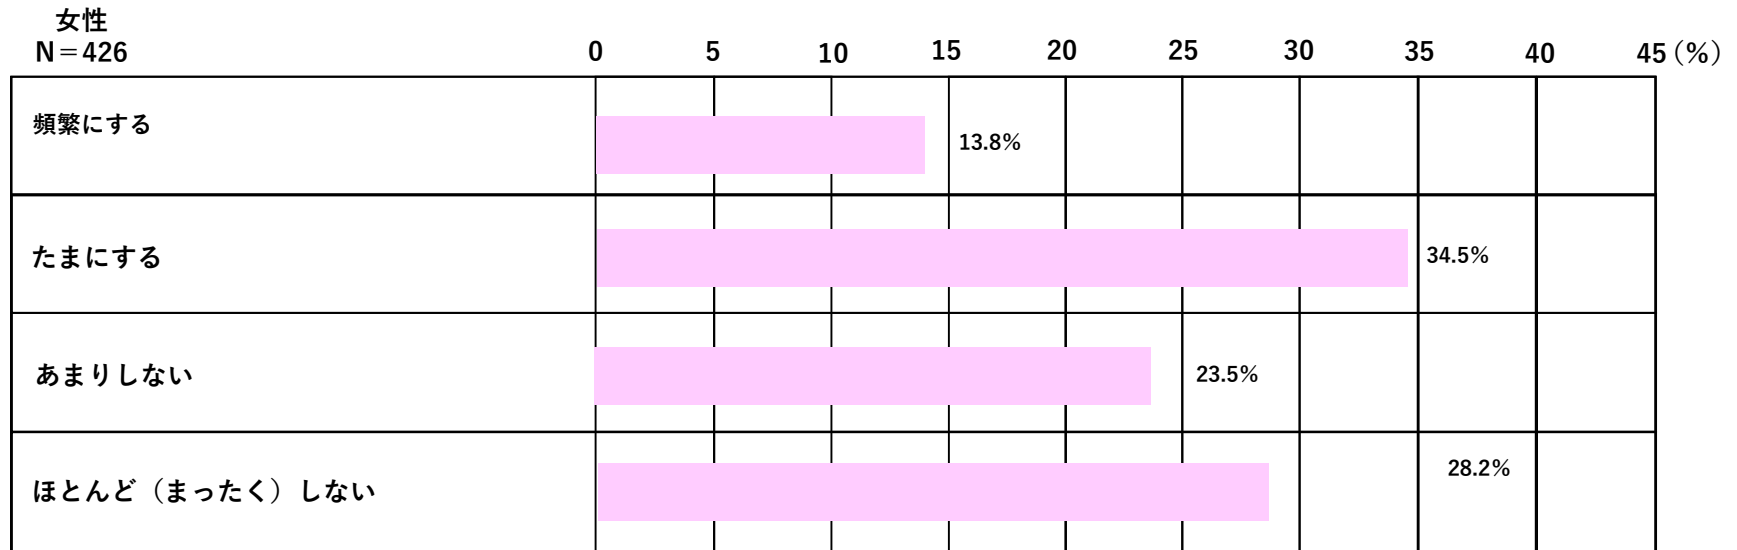 女性
N＝426
0 5 10 15 20 25 30 35 40 45（%）
頻繁にする 13.8%
たまにする 34.5%
あまりしない 23.5%
ほとんど（まったく）しない 28.2%